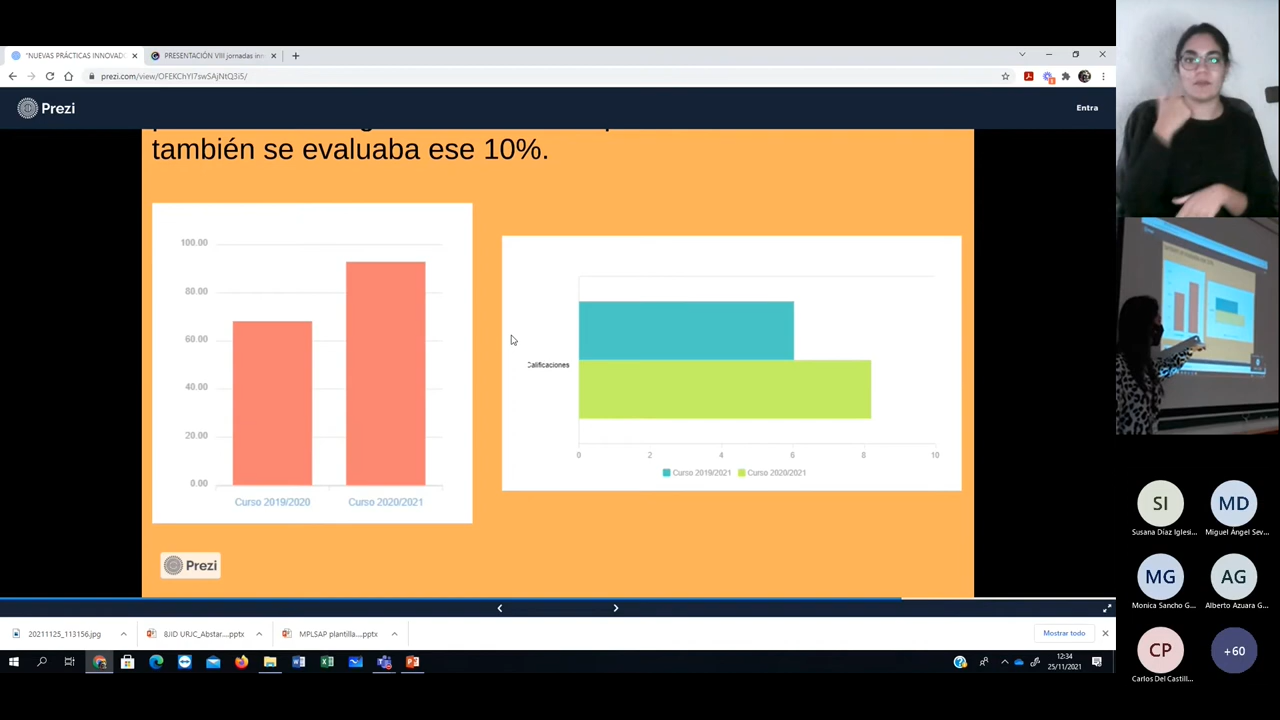 "NUEVAS PRÁCTICAS INNOVAD
PRESENTACIÓN VIII jornadas inn
prezi.com/view/OFEKChYl7swSAjNtQ3i5/
Prezi
Entra
también se evaluaba ese 10%.
100.00
80.00
60.00
40.00
20.00
0.00
Curso 2019/2020
Curso 2020/2021
Calificaciones
0
2
4
6
8
10
Curso 2019/2021
Curso 2020/2021
Prezi
20211125_113156.jpg
8JID URJC_Abstar....pptx
MPLSAP plantilla....pptx
Mostrar todo
12:34
25/11/2021
SI
MD
Susana Díaz Iglesi...
Miguel Ángel Sev...
MG
AG
Monica Sancho G...
Alberto Azuara G...
CP
+60
Carlos Del Castill...